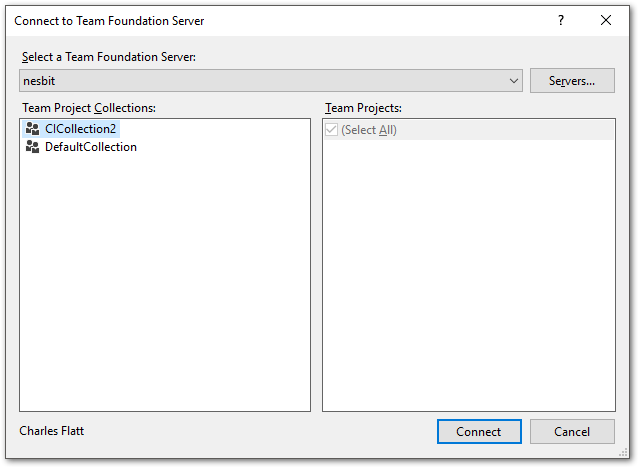 Connect to Team Foundation Server
?
Select a Team Foundation Server:
nesbit
Servers...
Team Project Collections:
Team Projects:
CICollection2
(Select All)
DefaultCollection
Charles Flatt
Connect
Cancel